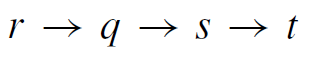 r → q → s → t